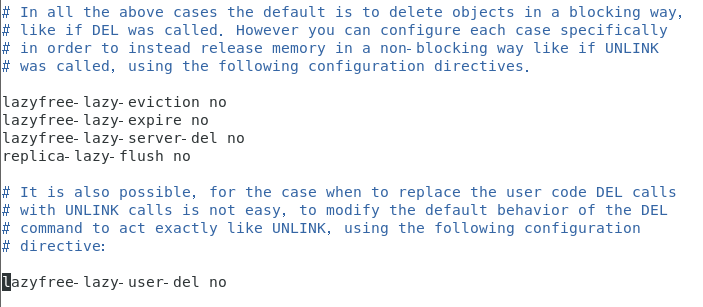 # In all the above cases the default is to delete objects in a blocking way,
# like if DEL was called. However you can configure each case specifically
# in order to instead release memory in a non-blocking way like if UNLINK
# was called, using the following configuration directives.
lazyfree-lazy-eviction no
lazyfree-lazy-expire no
lazyfree-lazy-server-del no
replica-lazy-flush no
# It is also possible, for the case when to replace the user code DEL calls
# with UNLINK calls is not easy, to modify the default behavior of the DEL
# command to act exactly like UNLINK, using the following configuration
# directive:
lazyfree-lazy-user-del no